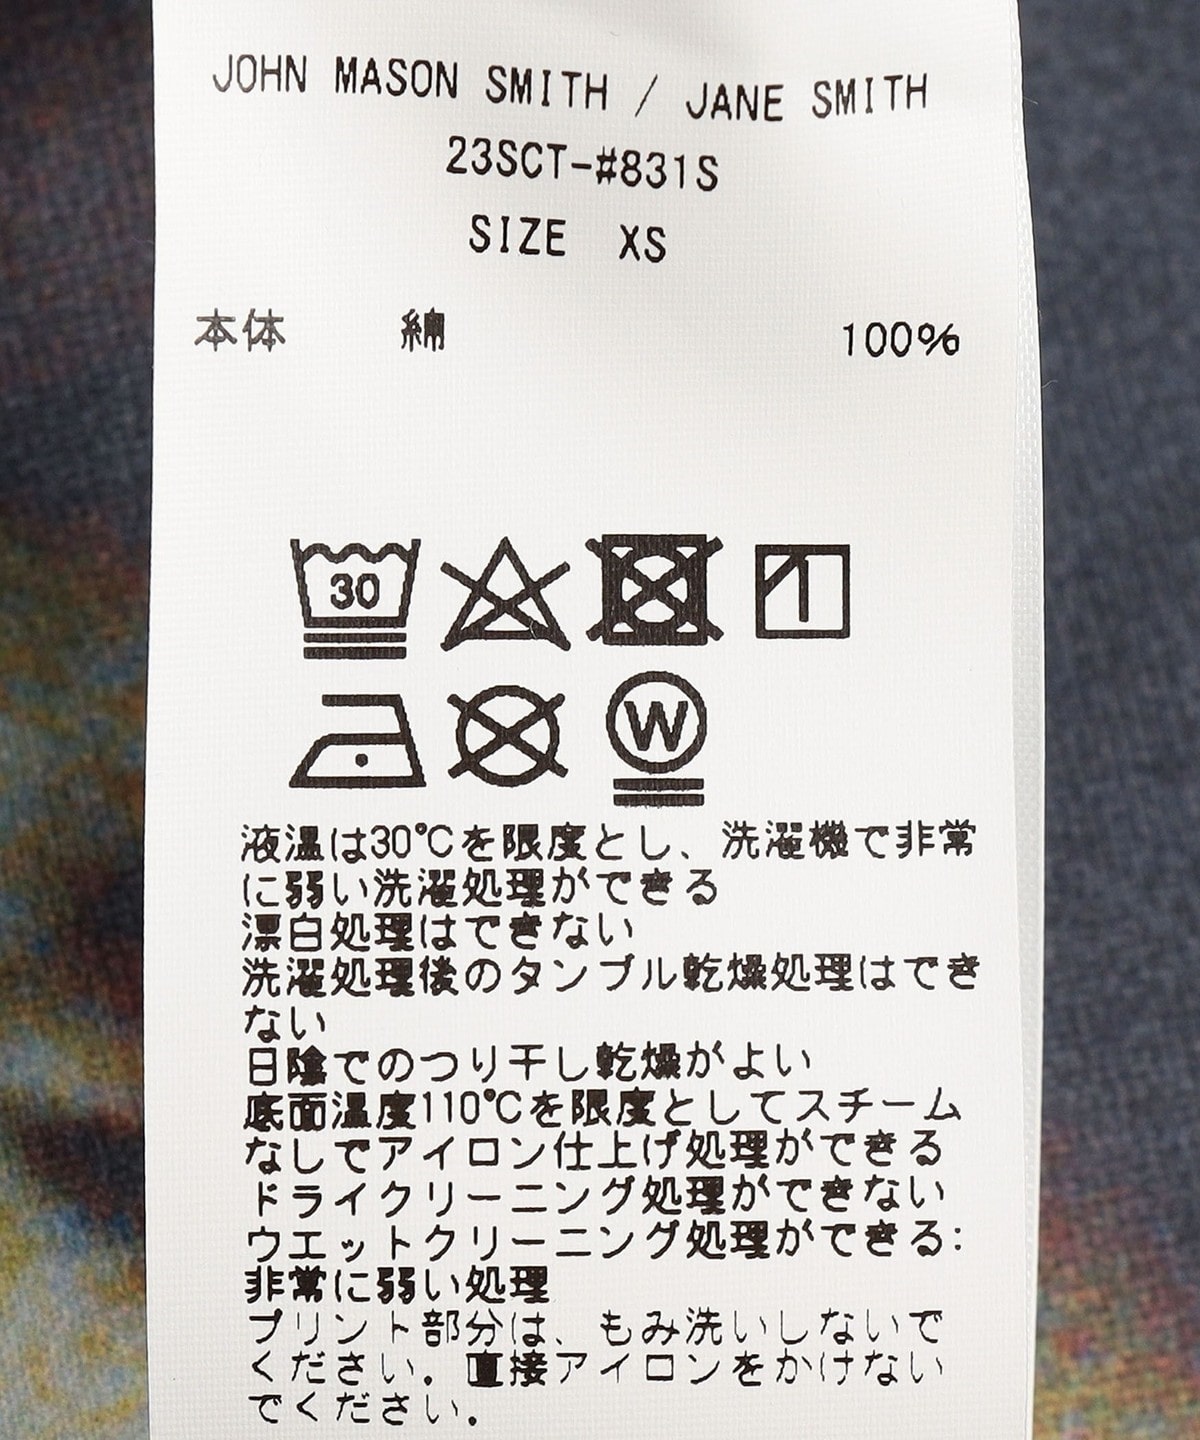 JOHN MASON SMITH / JANE SMITH
23SCT-#831S
SIZE XS
本体 綿 100%
30
W
液温は30℃を限度とし、洗濯機で非常
に弱い洗濯処理ができる
漂白処理はできない
洗濯処理後のタンブル乾燥処理はでき
ない
日陰でのつり干し乾燥がよい
底面温度110℃を限度としてスチーム
なしでアイロン仕上げ処理ができる
ドライクリーニング処理ができない
ウエットクリーニング処理ができる:
非常に弱い処理
プリント部分は、もみ洗いしないで
ください。直接アイロンをかけない
でください。